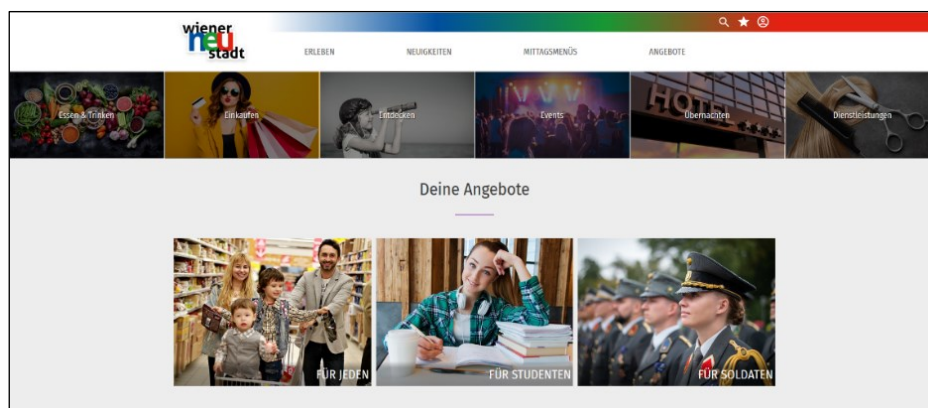 wiener
neu
stadt
ERLEBEN
NEUIGKEITEN
MITTAGSMENÜS
ANGEBOTE
Essen & Trinken
Einkaufen
Entdecken
Events
HOTEL
Übernachten
Dienstleistungen
Deine Angebote
FÜR JEDEN
FÜR STUDENTEN
FÜR SOLDATEN